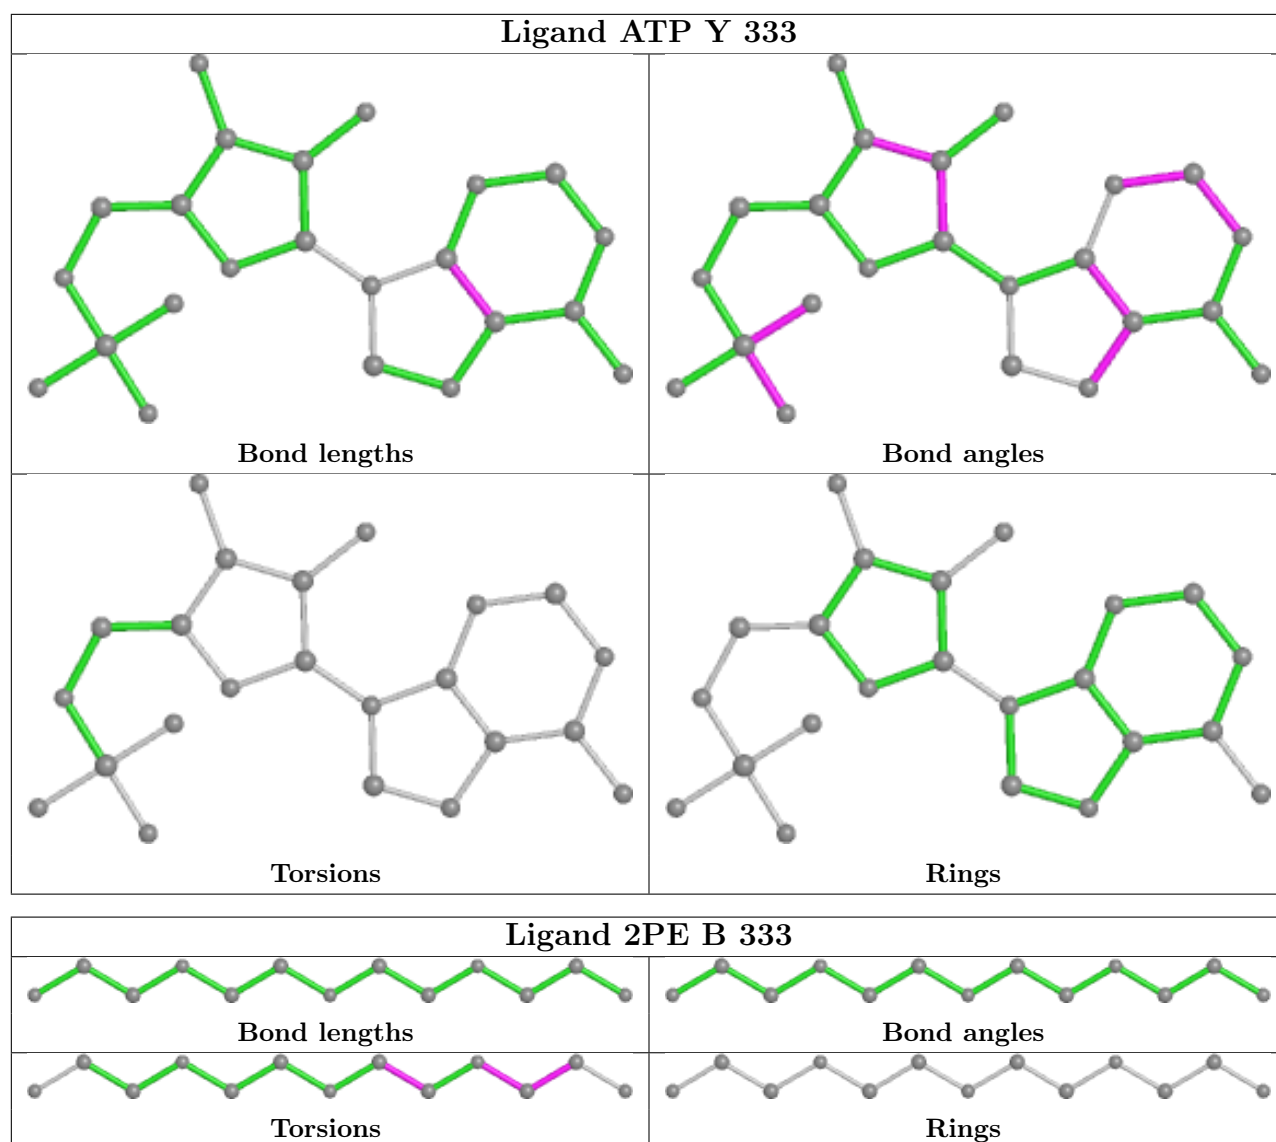 Ligand ATP Y 333
Bond lengths
Bond angles
Torsions
Rings
Ligand 2PE B 333
Bond lengths
Bond angles
Torsions
Rings